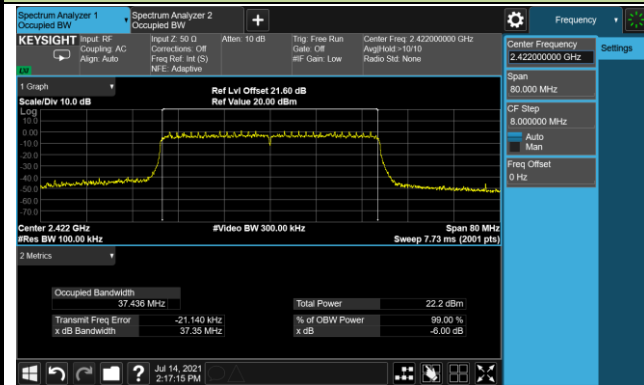 Spectrum Analyzer 1
Occupied BW
Spectrum Analyzer 2
Occupied BW
+
Frequency
KEYSIGHT
Input: RF
Coupling: AC
Align: Auto
Input Z: 50 Ω
Corrections: Off
Freq Ref: Int (S)
NFE: Adaptive
Atten: 10 dB
Trig: Free Run
Gate: Off
#IF Gain: Low
Center Freq: 2.422000000 GHz
Avg|Hold:>10/10
Radio Std: None
Center Frequency
2.422000000 GHz
Settings
Span
80.000 MHz
CF Step
8.000000 MHz
Auto
Man
Freq Offset
0 Hz
1 Graph
Scale/Div 10.0 dB
Ref Lvl Offset 21.60 dB
Ref Value 20.00 dBm
Log
10.0
0.00
-10.0
-20.0
-30.0
-40.0
-50.0
-60.0
-70.0
Center 2.422 GHz
#Res BW 100.00 kHz
#Video BW 300.00 kHz
Span 80 MHz
Sweep 7.73 ms (2001 pts)
2 Metrics
Occupied Bandwidth
37.436 MHz
Total Power 22.2 dBm
Transmit Freq Error -21.140 kHz
% of OBW Power 99.00 %
x dB Bandwidth 37.35 MHz
x dB -6.00 dB
?
Jul 14, 2021
2:17:15 PM